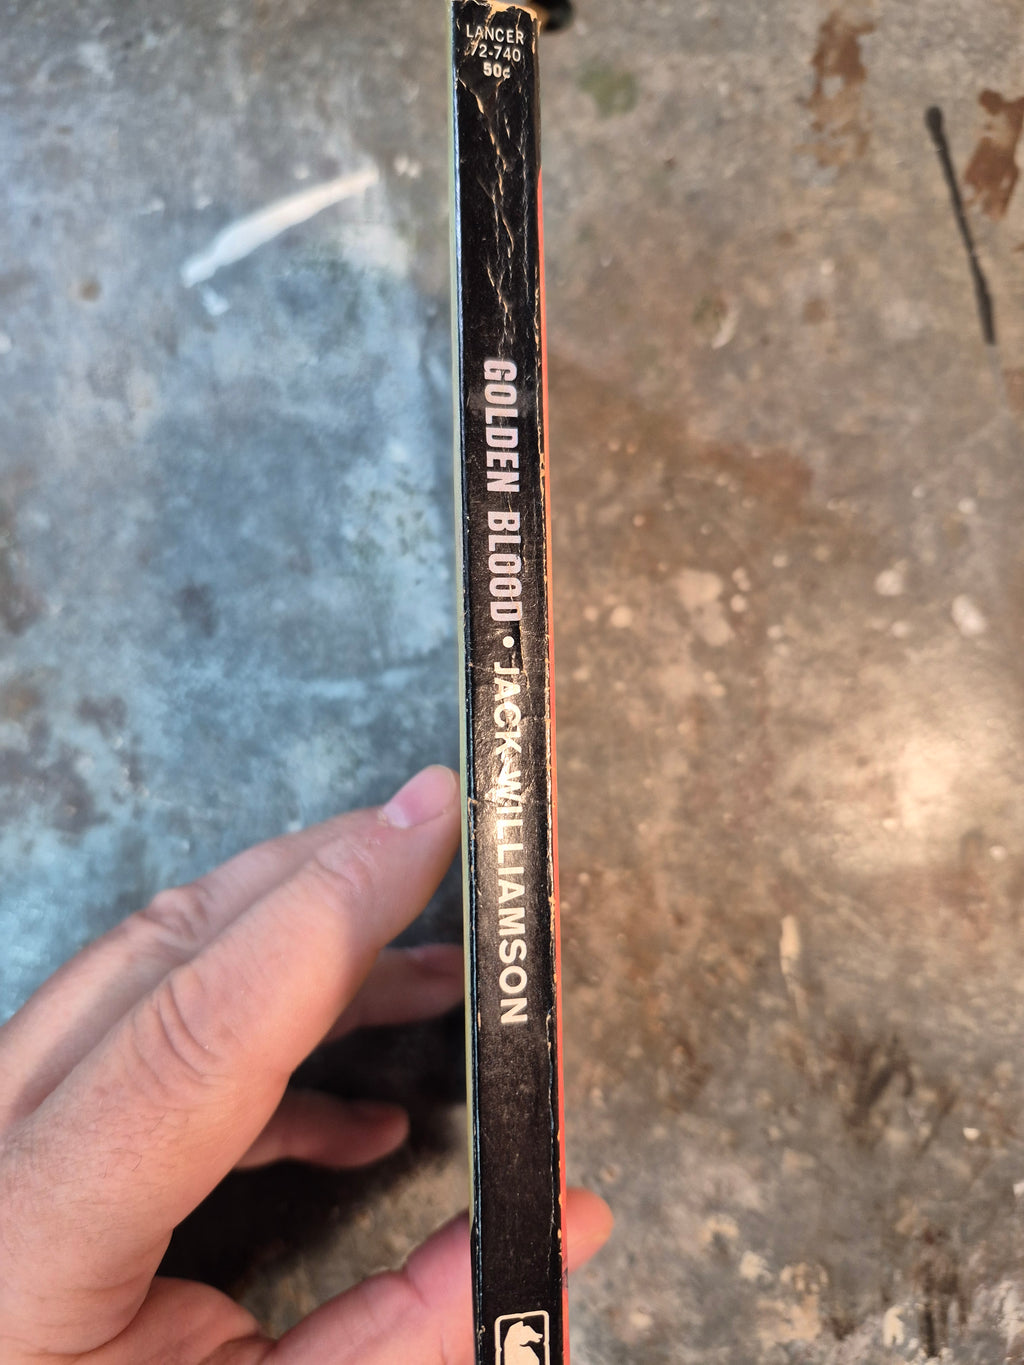 LANCER
72-740
50¢
GOLDEN BLOOD • JACK WILLIAMSON